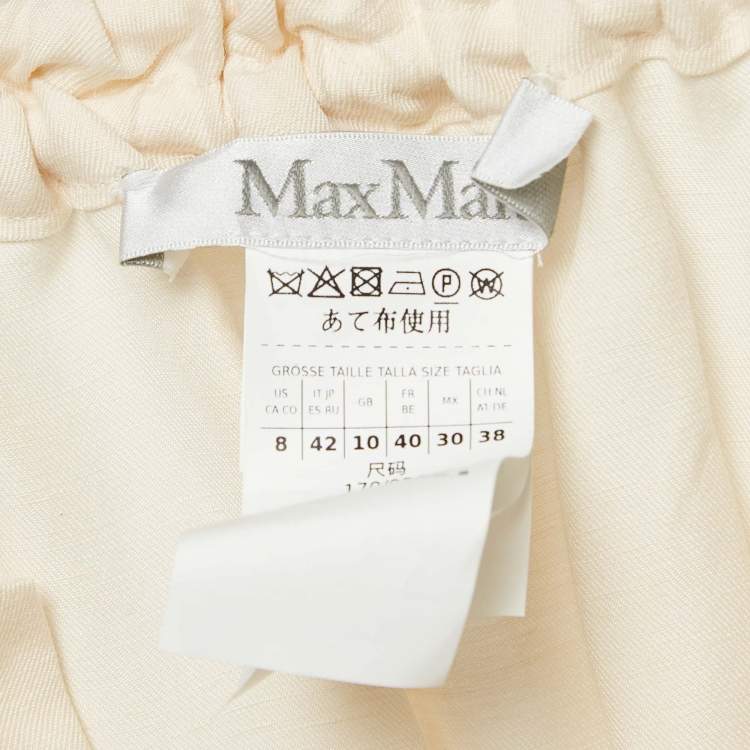 MaxMar
P W
あて布使用
GRÖSSE TAILLE TALLA SIZE TAGLIA
US CA CO IT JP ES RU GB FR BE MX CH NL AT DE
8 42 10 40 30 38
尺码